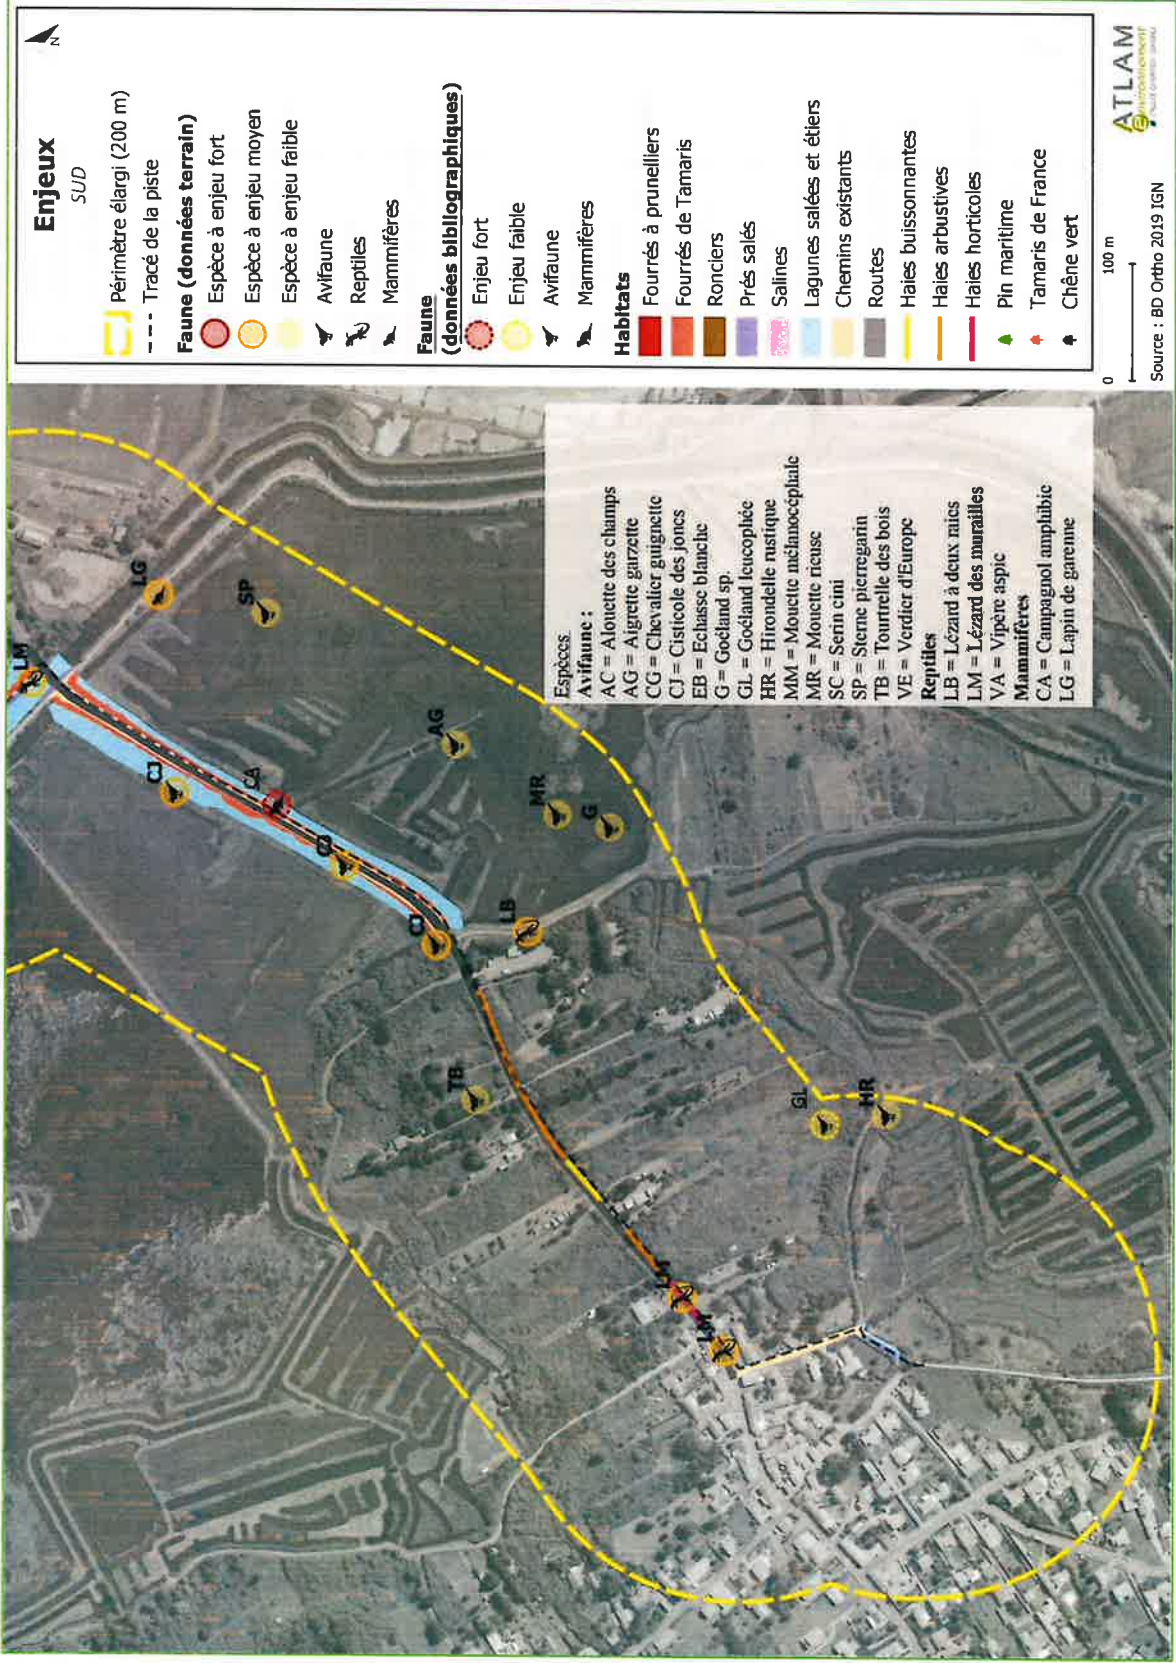 Enjeux
SUD
N
Périmètre élargi (200 m)
Tracé de la piste
Faune (données terrain)
Espèce à enjeu fort
Espèce à enjeu moyen
Espèce à enjeu faible
Avifaune
Reptiles
Mammifères
Faune
(données bibliographiques)
Enjeu fort
Enjeu faible
Avifaune
Mammifères
Habitats
Fourrés à prunelliers
Fourrés de Tamaris
Ronciers
Prés salés
Salines
Lagunes salées et étiers
Chemins existants
Routes
Haies buissonnantes
Haies arbustives
Haies horticoles
Pin maritime
Tamaris de France
Chêne vert
0 100 m
Source : BD Ortho 2019 IGN
ATLAM
environnement
LM
LG
SP
CJ
CA
AG
CJ
MR
G
CJ
LB
TB
GL
HR
LM
LM
Espèces
Avifaune :
AC = Alouette des champs
AG = Aigrette garzette
CG = Chevalier guignette
CJ = Cisticole des joncs
EB = Echasse blanche
G = Goéland sp.
GL = Goéland leucophée
HR = Hirondelle rustique
MM = Mouette mélanocéphale
MR = Mouette rieuse
SC = Serin cini
SP = Sterne pierregarin
TB = Tourtrelle des bois
VE = Verdier d'Europe
Reptiles
LB = Lézard à deux raies
LM = Lézard des murailles
VA = Vipère aspic
Mammifères
CA = Campagnol amphibie
LG = Lapin de garenne